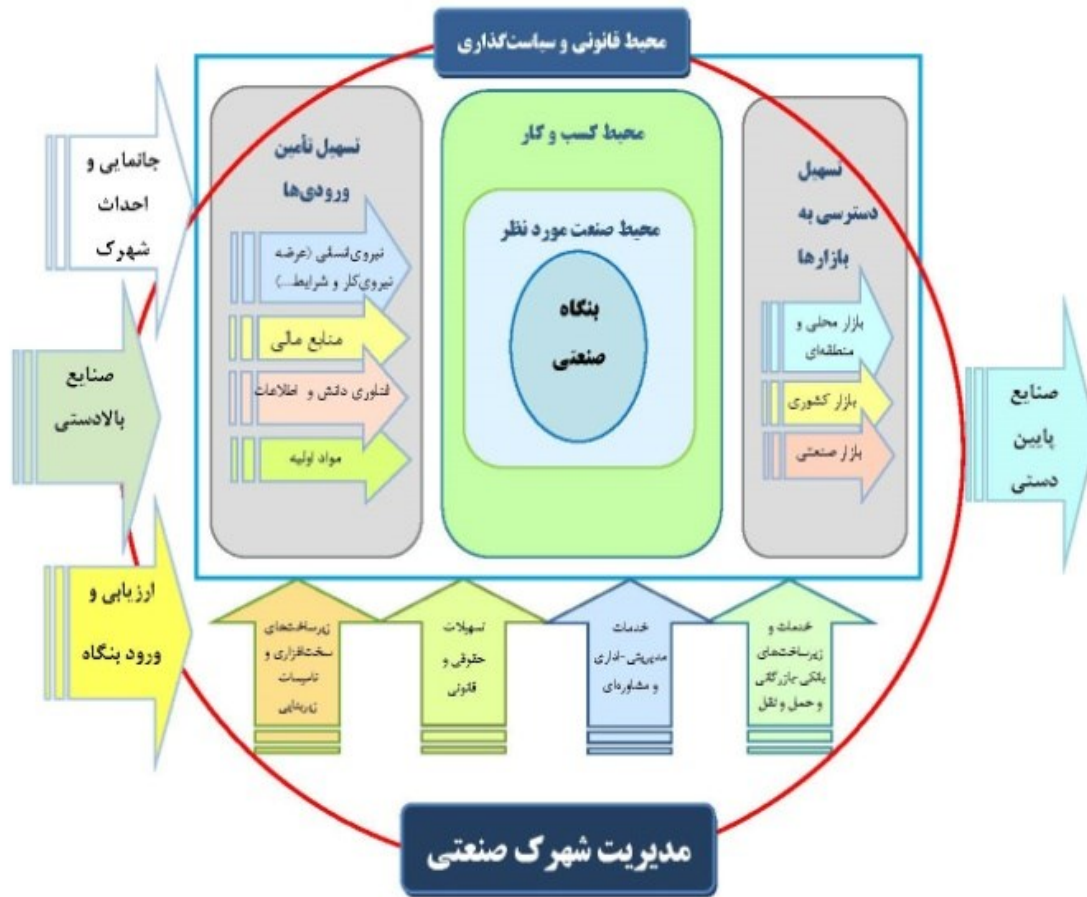 محیط قانونی و سیاست‌گذاری
جانمایی و
احداث
شهرک
صنایع
بالادستی
ارزیابی و
ورود بنگاه
تسهیل تأمین
ورودی‌ها
نیروی انسانی (عرضه
نیروی‌کار و شرایط...)
منابع مالی
فناوری دانش و اطلاعات
مواد اولیه
محیط کسب و کار
محیط صنعت مورد نظر
بنگاه
صنعتی
تسهیل
دسترسی به
بازارها
بازار محلی و
منطقه‌ای
بازار کشوری
بازار صنعتی
صنایع
پایین
دستی
زیرساخت‌های
سخت‌افزاری و
تاسیسات
زیربنایی
تسهیلات
حقوقی و
قانونی
خدمات
مدیریتی-اداری
و مشاوره‌ای
خدمات و
زیرساخت‌های
بانکی-بازرگانی
و حمل و نقل
مدیریت شهرک صنعتی